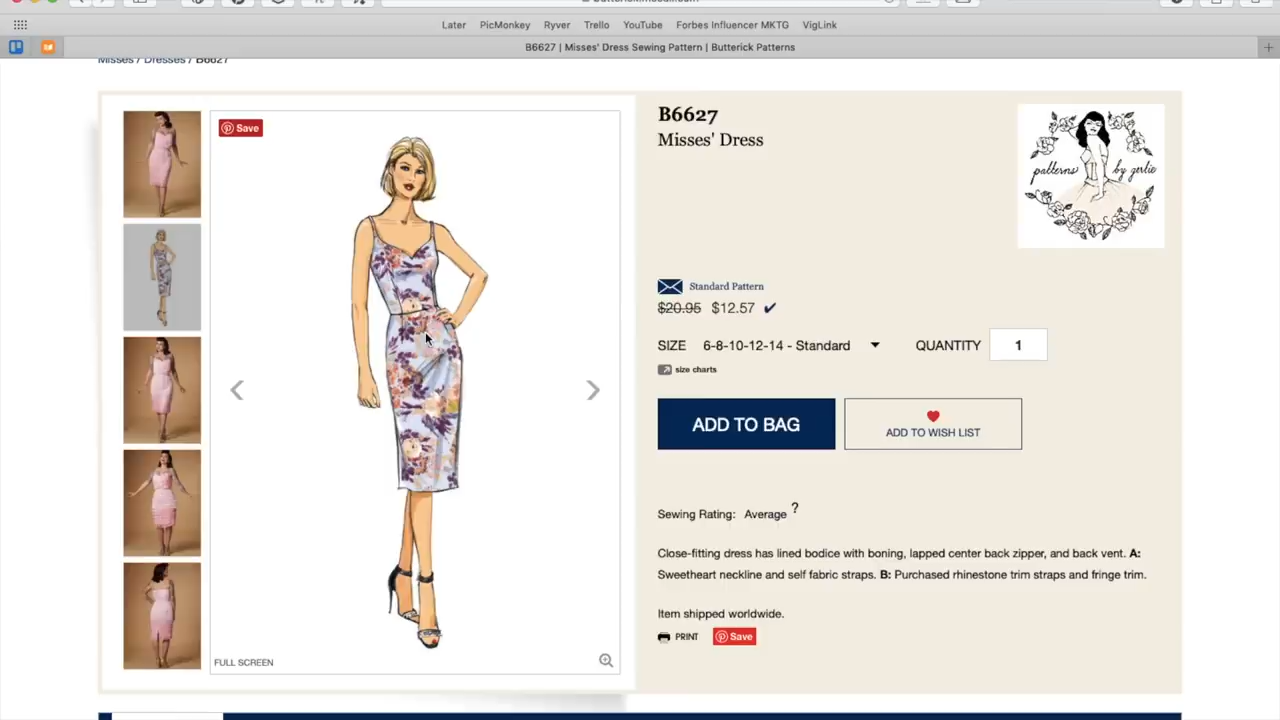 Later PicMonkey Ryver Trello YouTube Forbes Influencer MKTG VigLink
B6627 | Misses' Dress Sewing Pattern | Butterick Patterns
Misses / Dresses / B6627
Save
B6627
Misses' Dress
patterns by gertie
Standard Pattern
$20.95 $12.57
SIZE 6-8-10-12-14 - Standard QUANTITY 1
size charts
ADD TO BAG
ADD TO WISH LIST
Sewing Rating: Average ?
Close-fitting dress has lined bodice with boning, lapped center back zipper, and back vent. A:
Sweetheart neckline and self fabric straps. B: Purchased rhinestone trim straps and fringe trim.
Item shipped worldwide.
PRINT Save
FULL SCREEN